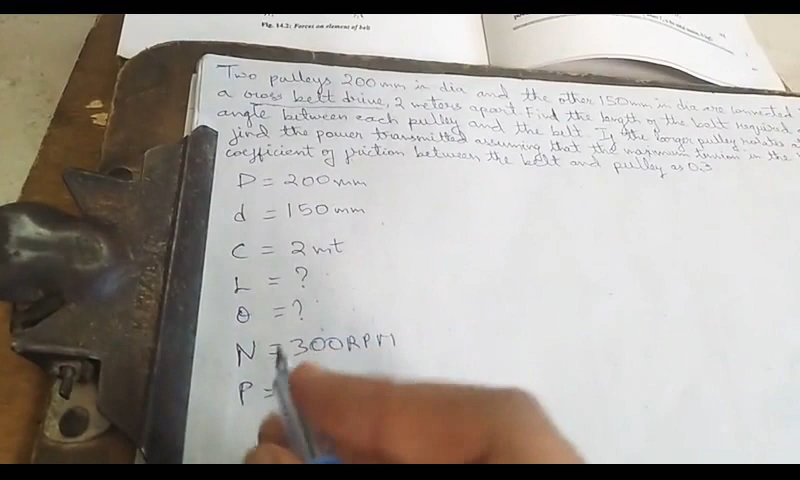 Fig. 14.2: Forces on element of belt
Two pulleys 200mm in dia and the other 150mm in dia are connected
a cross belt drive, 2 meters apart. Find the length of the belt required
angle between each pulley and the belt. If the larger pulley rotates
find the power transmitted assuming that the maximum tension in the
coefficient of friction between the belt and pulley as 0.3
D = 200mm
d = 150mm
C = 2mt
L = ?
θ = ?
N = 300RPM
P =